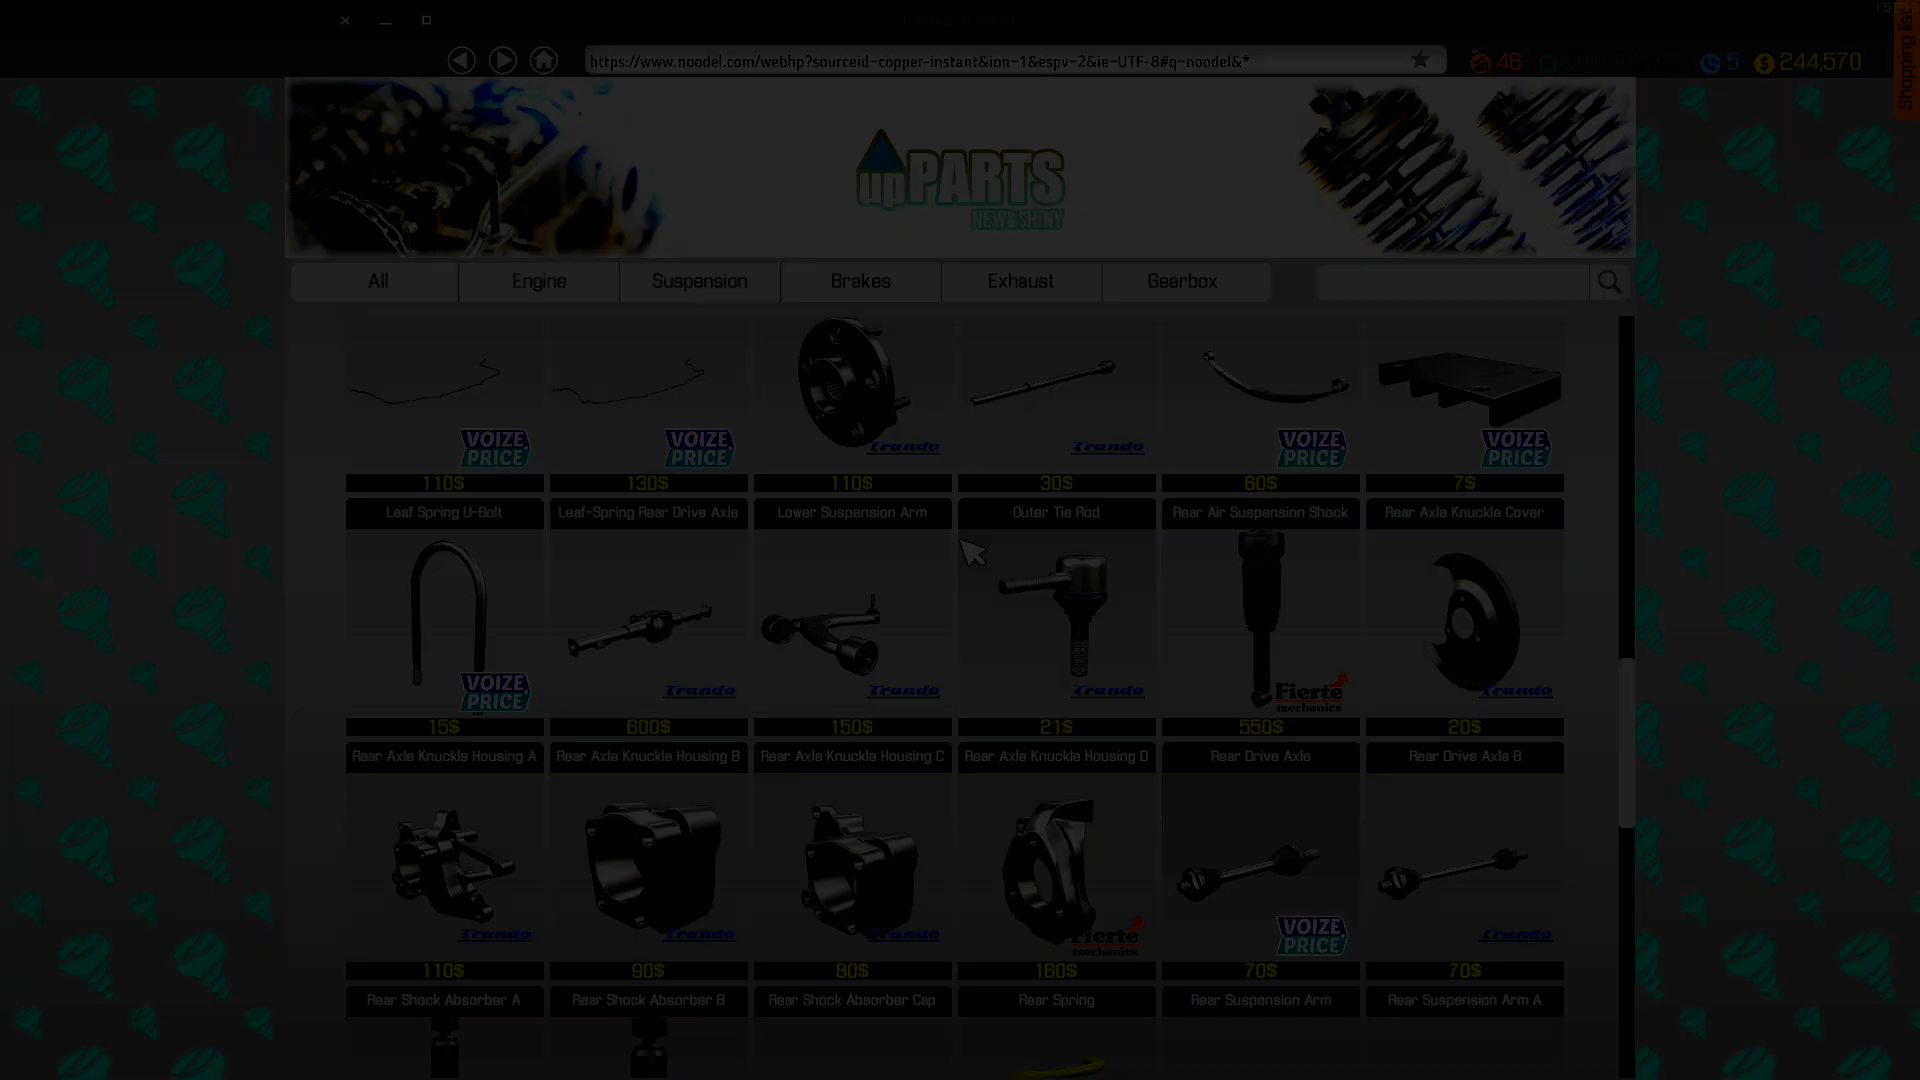 https://www.noodel.com/webhp?sourceid-copper-instant&ion-1&espv-2&ie-UTF-8#q-noodel&*
46
5
244,570
Shopping list
upPARTS
NEW&SHINY
All
Engine
Suspension
Brakes
Exhaust
Gearbox
VOIZE PRICE
VOIZE PRICE
Trando
Trando
VOIZE PRICE
VOIZE PRICE
110$
130$
110$
30$
60$
7$
Leaf Spring U-Bolt
Leaf-Spring Rear Drive Axle
Lower Suspension Arm
Outer Tie Rod
Rear Air Suspension Shock
Rear Axle Knuckle Cover
VOIZE PRICE
Trando
Trando
Trando
Fierte mechanics
Trando
15$
600$
150$
21$
550$
20$
Rear Axle Knuckle Housing A
Rear Axle Knuckle Housing B
Rear Axle Knuckle Housing C
Rear Axle Knuckle Housing D
Rear Drive Axle
Rear Drive Axle B
Trando
Trando
Trando
Fierte mechanics
VOIZE PRICE
Trando
110$
90$
80$
160$
70$
70$
Rear Shock Absorber A
Rear Shock Absorber B
Rear Shock Absorber Cap
Rear Spring
Rear Suspension Arm
Rear Suspension Arm A